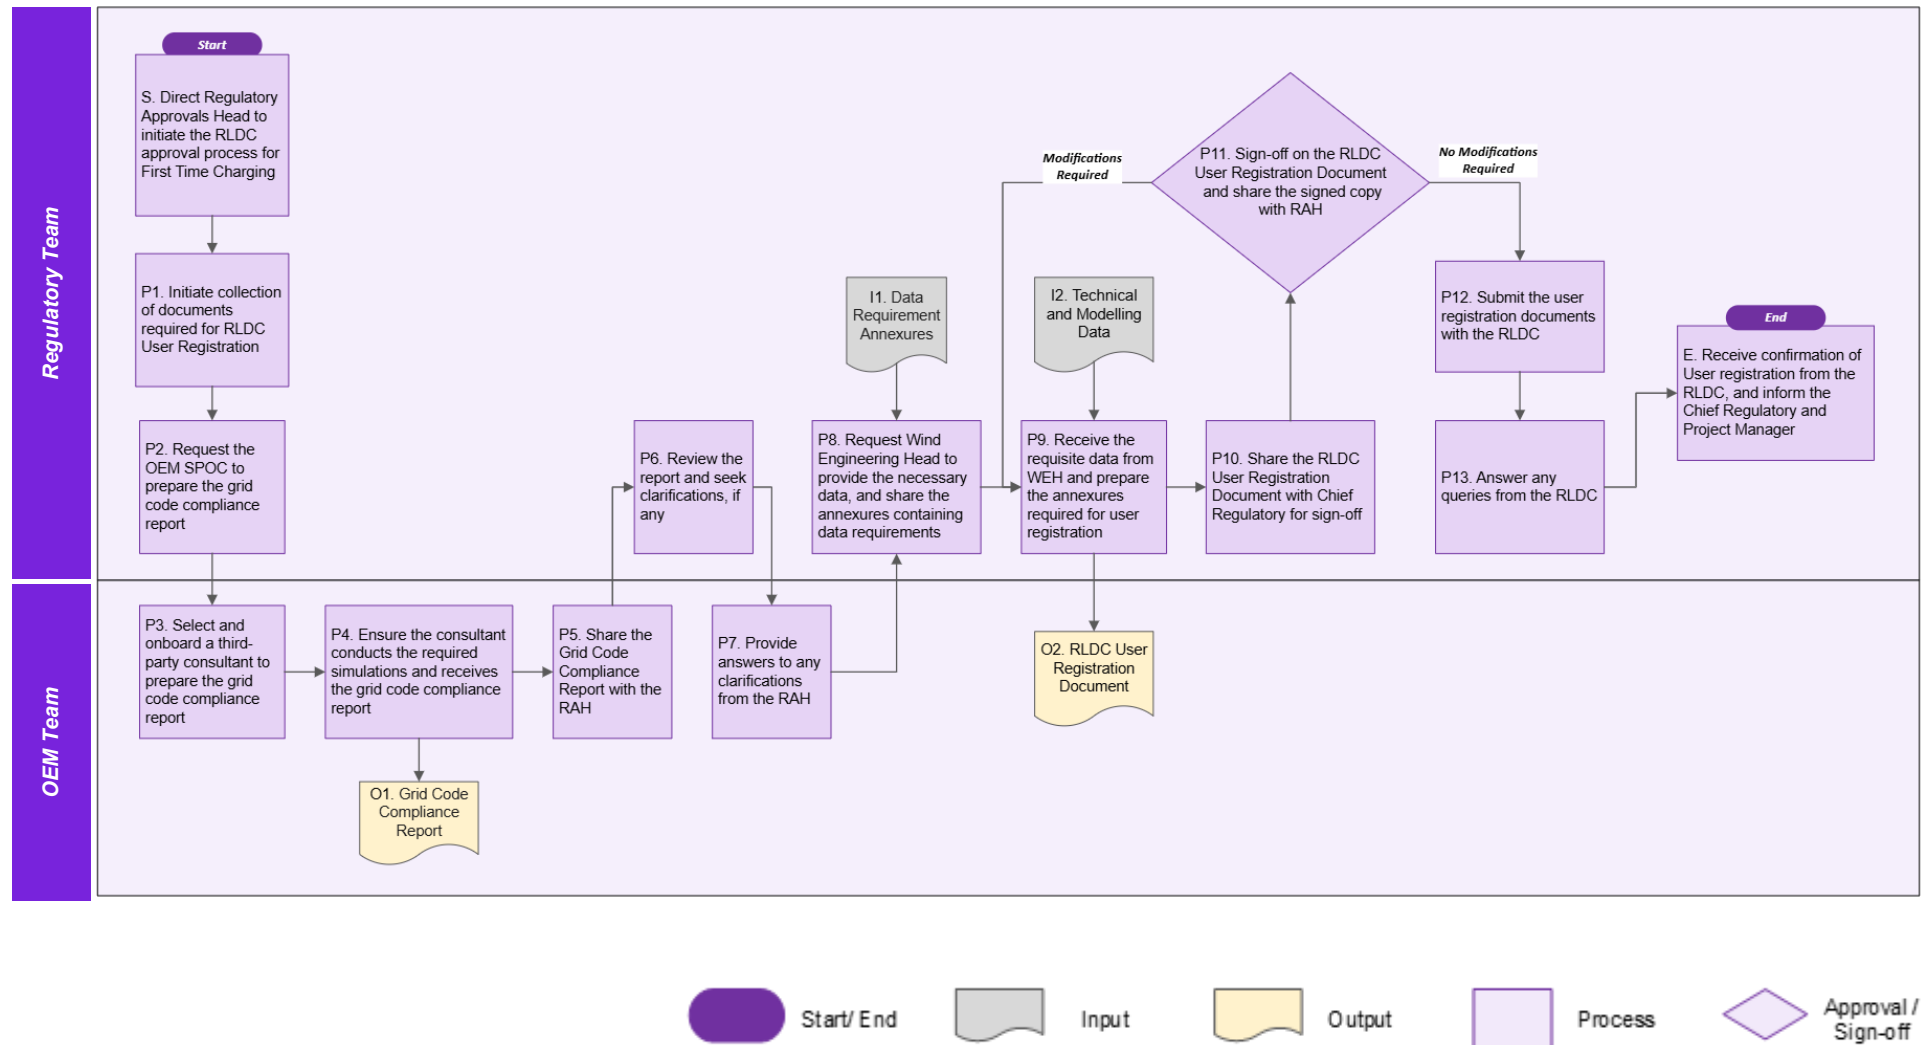 Regulatory Team
Start
S. Direct Regulatory
Approvals Head to
initiate the RLDC
approval process for
First Time Charging
P1. Initiate collection
of documents
required for RLDC
User Registration
P2. Request the
OEM SPOC to
prepare the grid
code compliance
report
P6. Review the
report and seek
clarifications, if
any
I1. Data
Requirement
Annexures
P8. Request Wind
Engineering Head to
provide the necessary
data, and share the
annexures containing
data requirements
I2. Technical
and Modelling
Data
P9. Receive the
requisite data from
WEH and prepare
the annexures
required for user
registration
P10. Share the RLDC
User Registration
Document with Chief
Regulatory for sign-off
Modifications
Required
P11. Sign-off on the RLDC
User Registration Document
and share the signed copy
with RAH
No Modifications
Required
P12. Submit the user
registration documents
with the RLDC
P13. Answer any
queries from the RLDC
End
E. Receive confirmation of
User registration from the
RLDC, and inform the
Chief Regulatory and
Project Manager
OEM Team
P3. Select and
onboard a third-
party consultant to
prepare the grid
code compliance
report
P4. Ensure the consultant
conducts the required
simulations and receives
the grid code compliance
report
P5. Share the
Grid Code
Compliance
Report with the
RAH
P7. Provide
answers to any
clarifications
from the RAH
O1. Grid Code
Compliance
Report
O2. RLDC User
Registration
Document
Start/ End
Input
Output
Process
Approval /
Sign-off